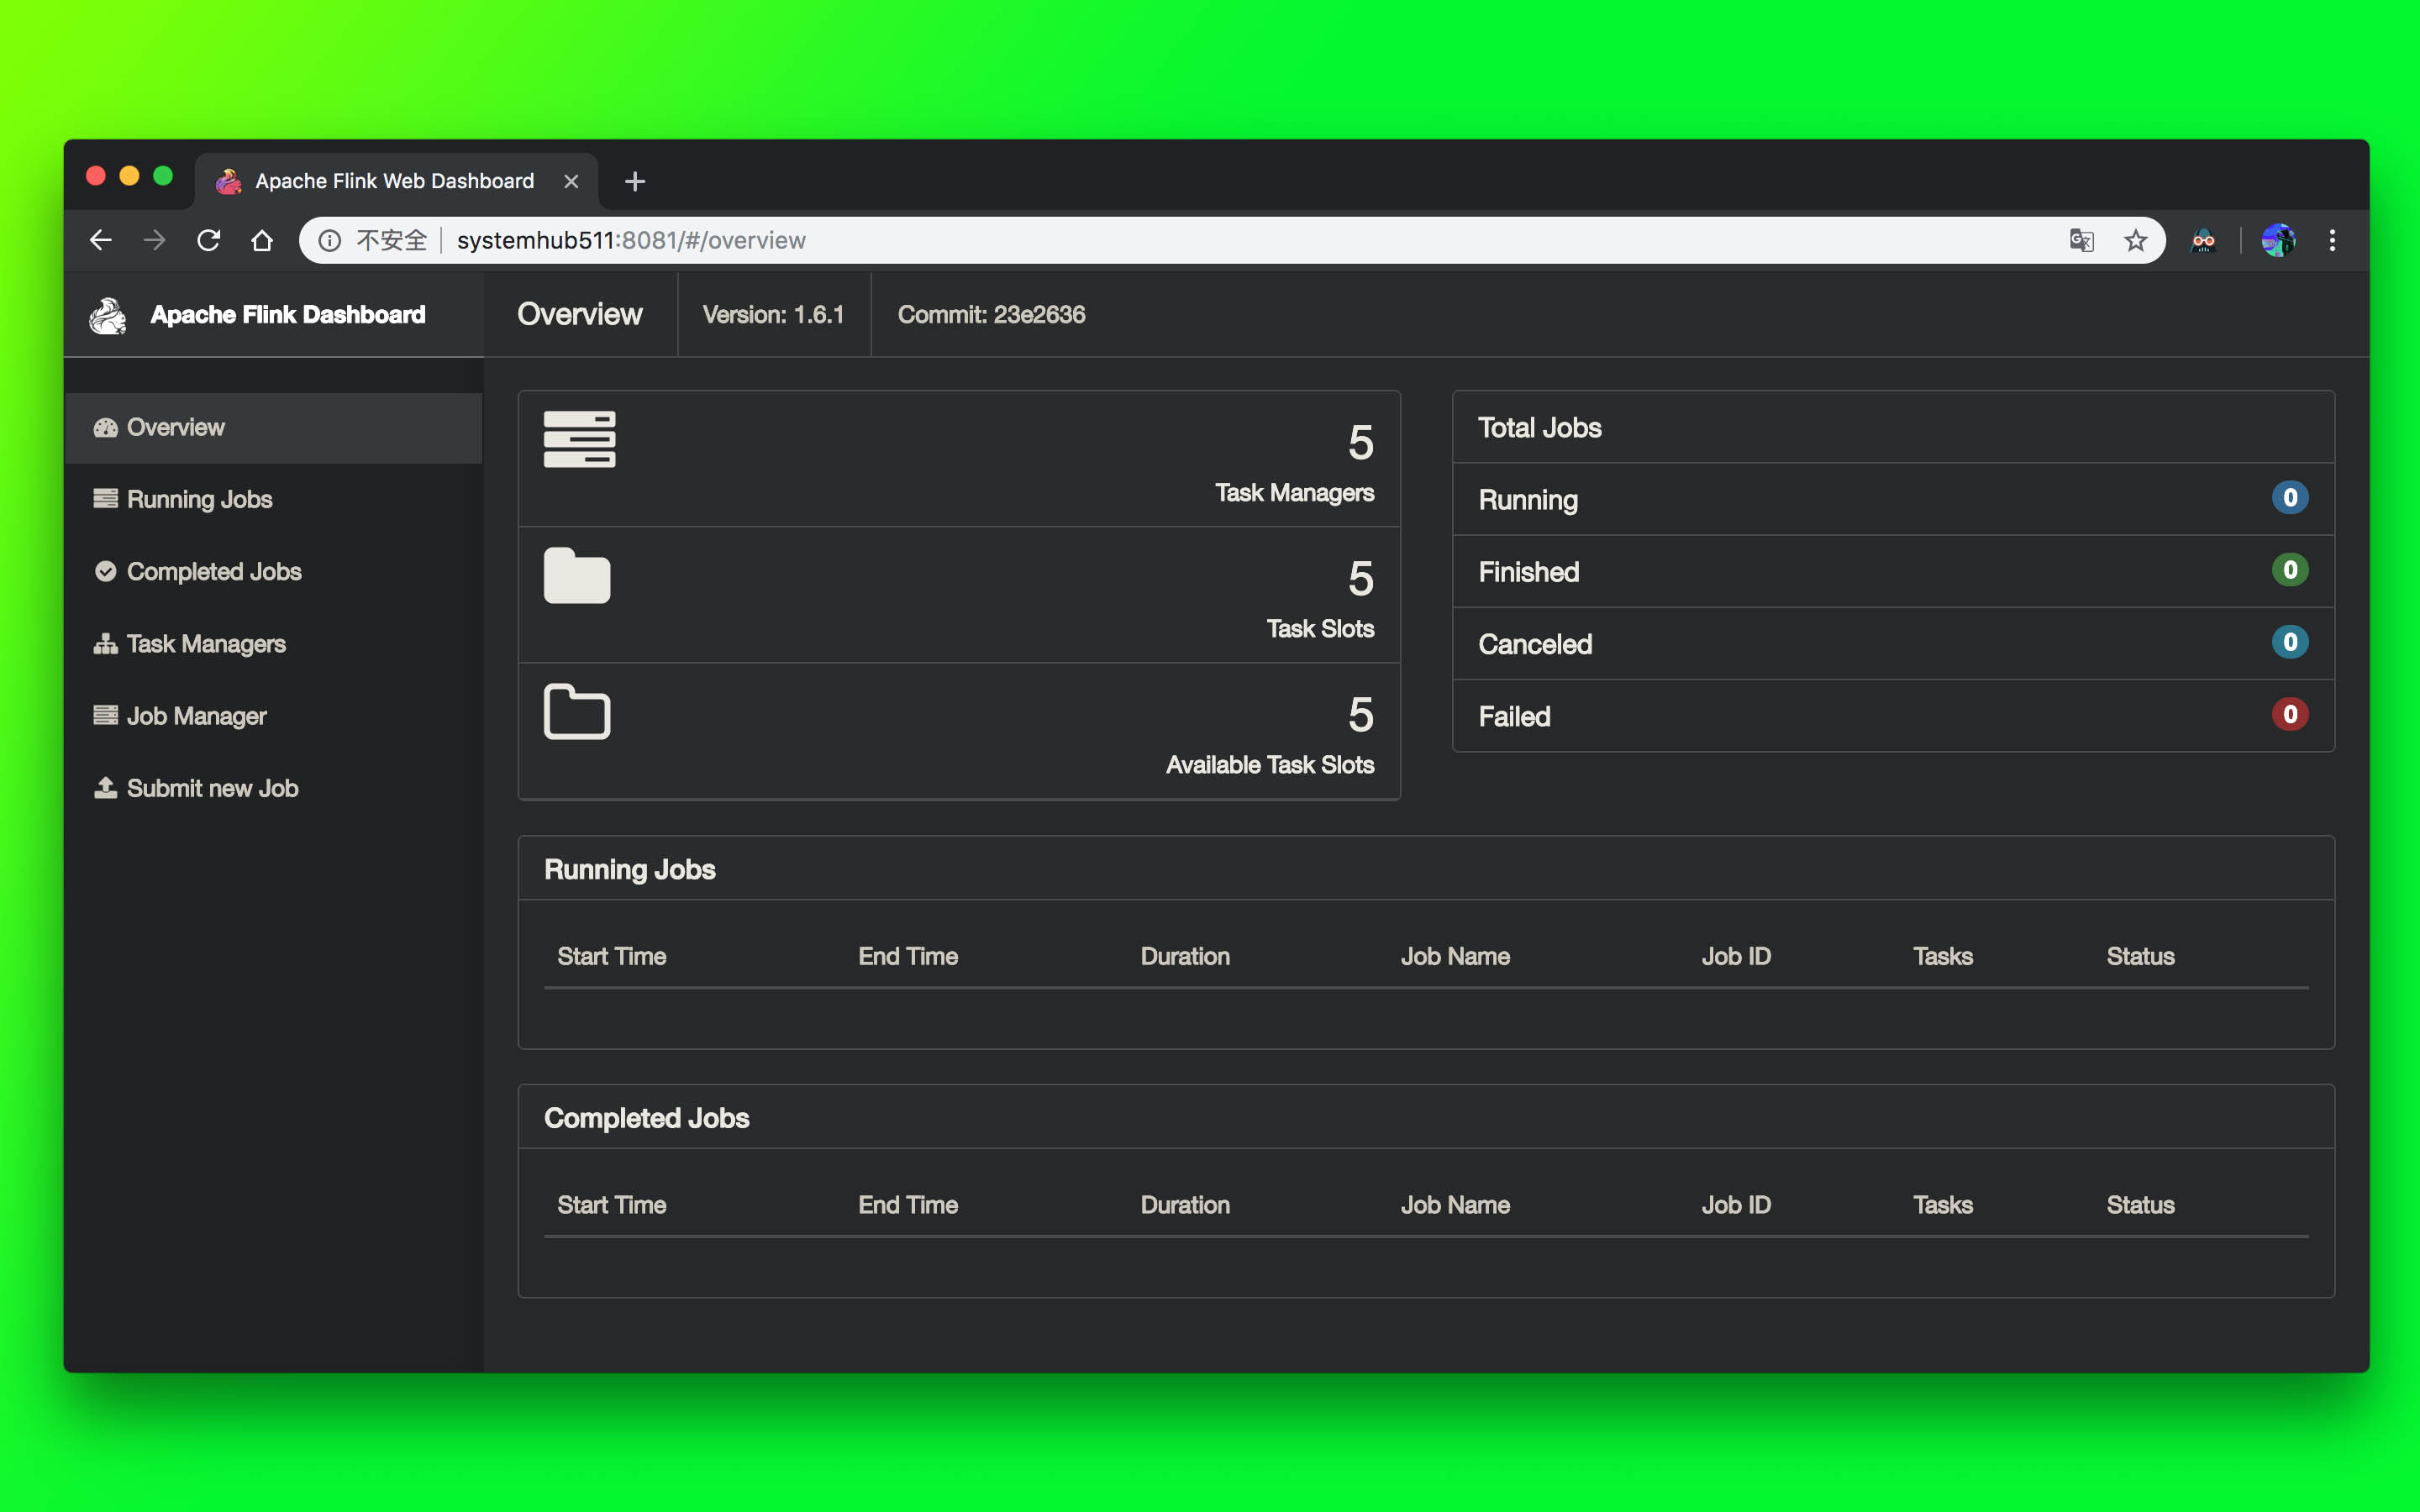 Apache Flink Web Dashboard
不安全 systemhub511:8081/#/overview
Apache Flink Dashboard
Overview
Version: 1.6.1
Commit: 23e2636
Overview
Running Jobs
Completed Jobs
Task Managers
Job Manager
Submit new Job
5
Task Managers
5
Task Slots
5
Available Task Slots
Total Jobs
Running 0
Finished 0
Canceled 0
Failed 0
Running Jobs
Start Time End Time Duration Job Name Job ID Tasks Status
Completed Jobs
Start Time End Time Duration Job Name Job ID Tasks Status